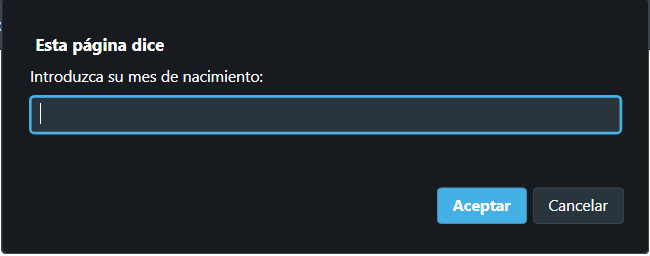 Esta página dice
Introduzca su mes de nacimiento:
Aceptar
Cancelar